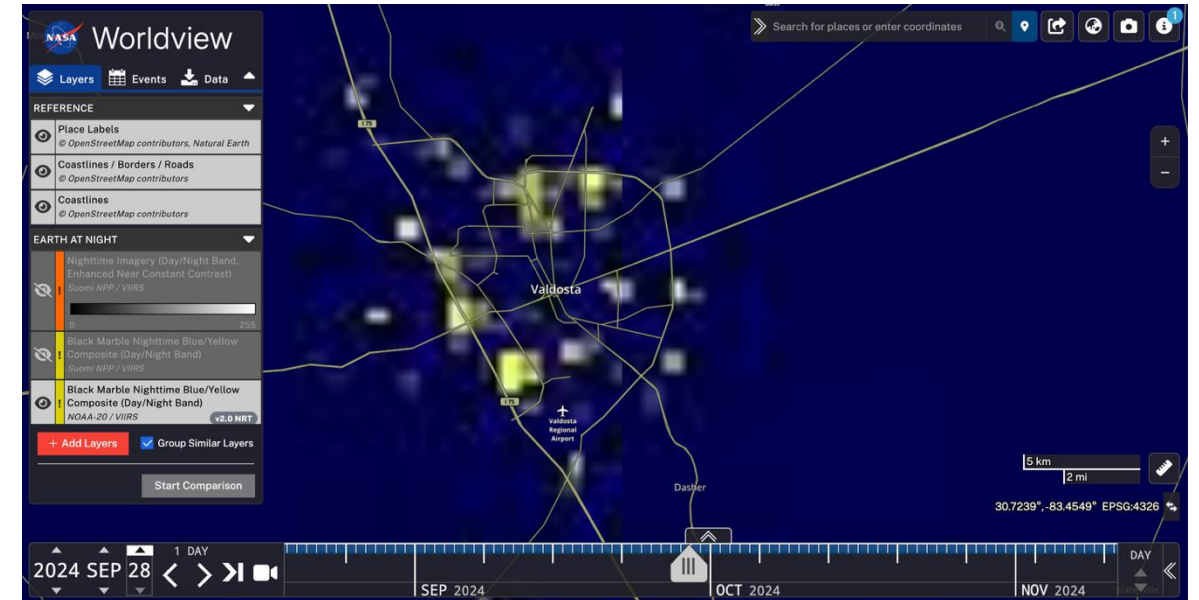 NASA
Worldview
Layers
Events
Data
REFERENCE
Place Labels
© OpenStreetMap contributors, Natural Earth
Coastlines / Borders / Roads
© OpenStreetMap contributors
Coastlines
© OpenStreetMap contributors
EARTH AT NIGHT
Nighttime Imagery (Day/Night Band,
Enhanced Near Constant Contrast)
Suomi NPP / VIIRS
0
255
Black Marble Nighttime Blue/Yellow
Composite (Day/Night Band)
Suomi NPP / VIIRS
Black Marble Nighttime Blue/Yellow
Composite (Day/Night Band)
NOAA-20 / VIIRS
v2.0 NRT
+ Add Layers
Group Similar Layers
Start Comparison
Search for places or enter coordinates
1
+
−
I 75
Valdosta
I 75
Valdosta
Regional
Airport
Dasher
5 km
2 mi
30.7239°,-83.4549° EPSG:4326
2024 SEP 28
1 DAY
SEP 2024
OCT 2024
NOV 2024
DAY